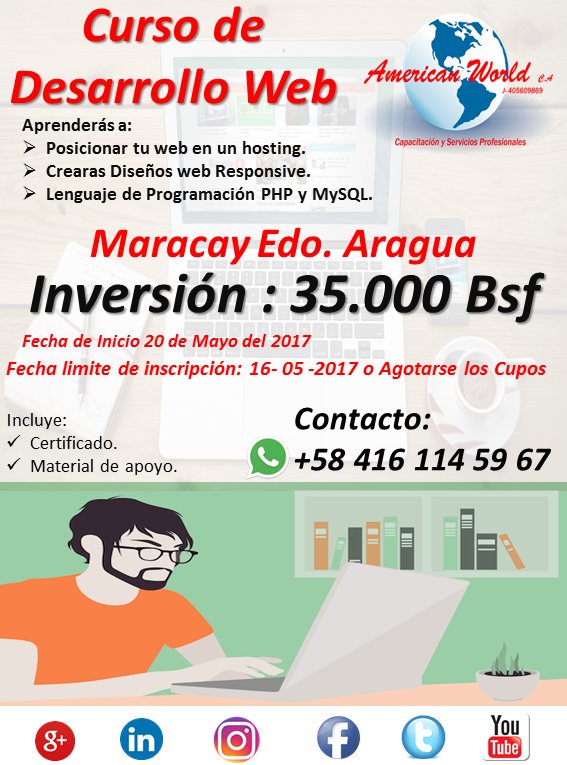 Curso de
Desarrollo Web
American World C.A
J- 405609869
Capacitación y Servicios Profesionales
Aprenderás a:
➢ Posicionar tu web en un hosting.
➢ Crearas Diseños web Responsive.
➢ Lenguaje de Programación PHP y MySQL.
Maracay Edo. Aragua
Inversión : 35.000 Bsf
Fecha de Inicio 20 de Mayo del 2017
Fecha limite de inscripción: 16- 05 -2017 o Agotarse los Cupos
Incluye:
✓ Certificado.
✓ Material de apoyo.
Contacto:
+58 416 114 59 67
g+
in
f
You
Tube